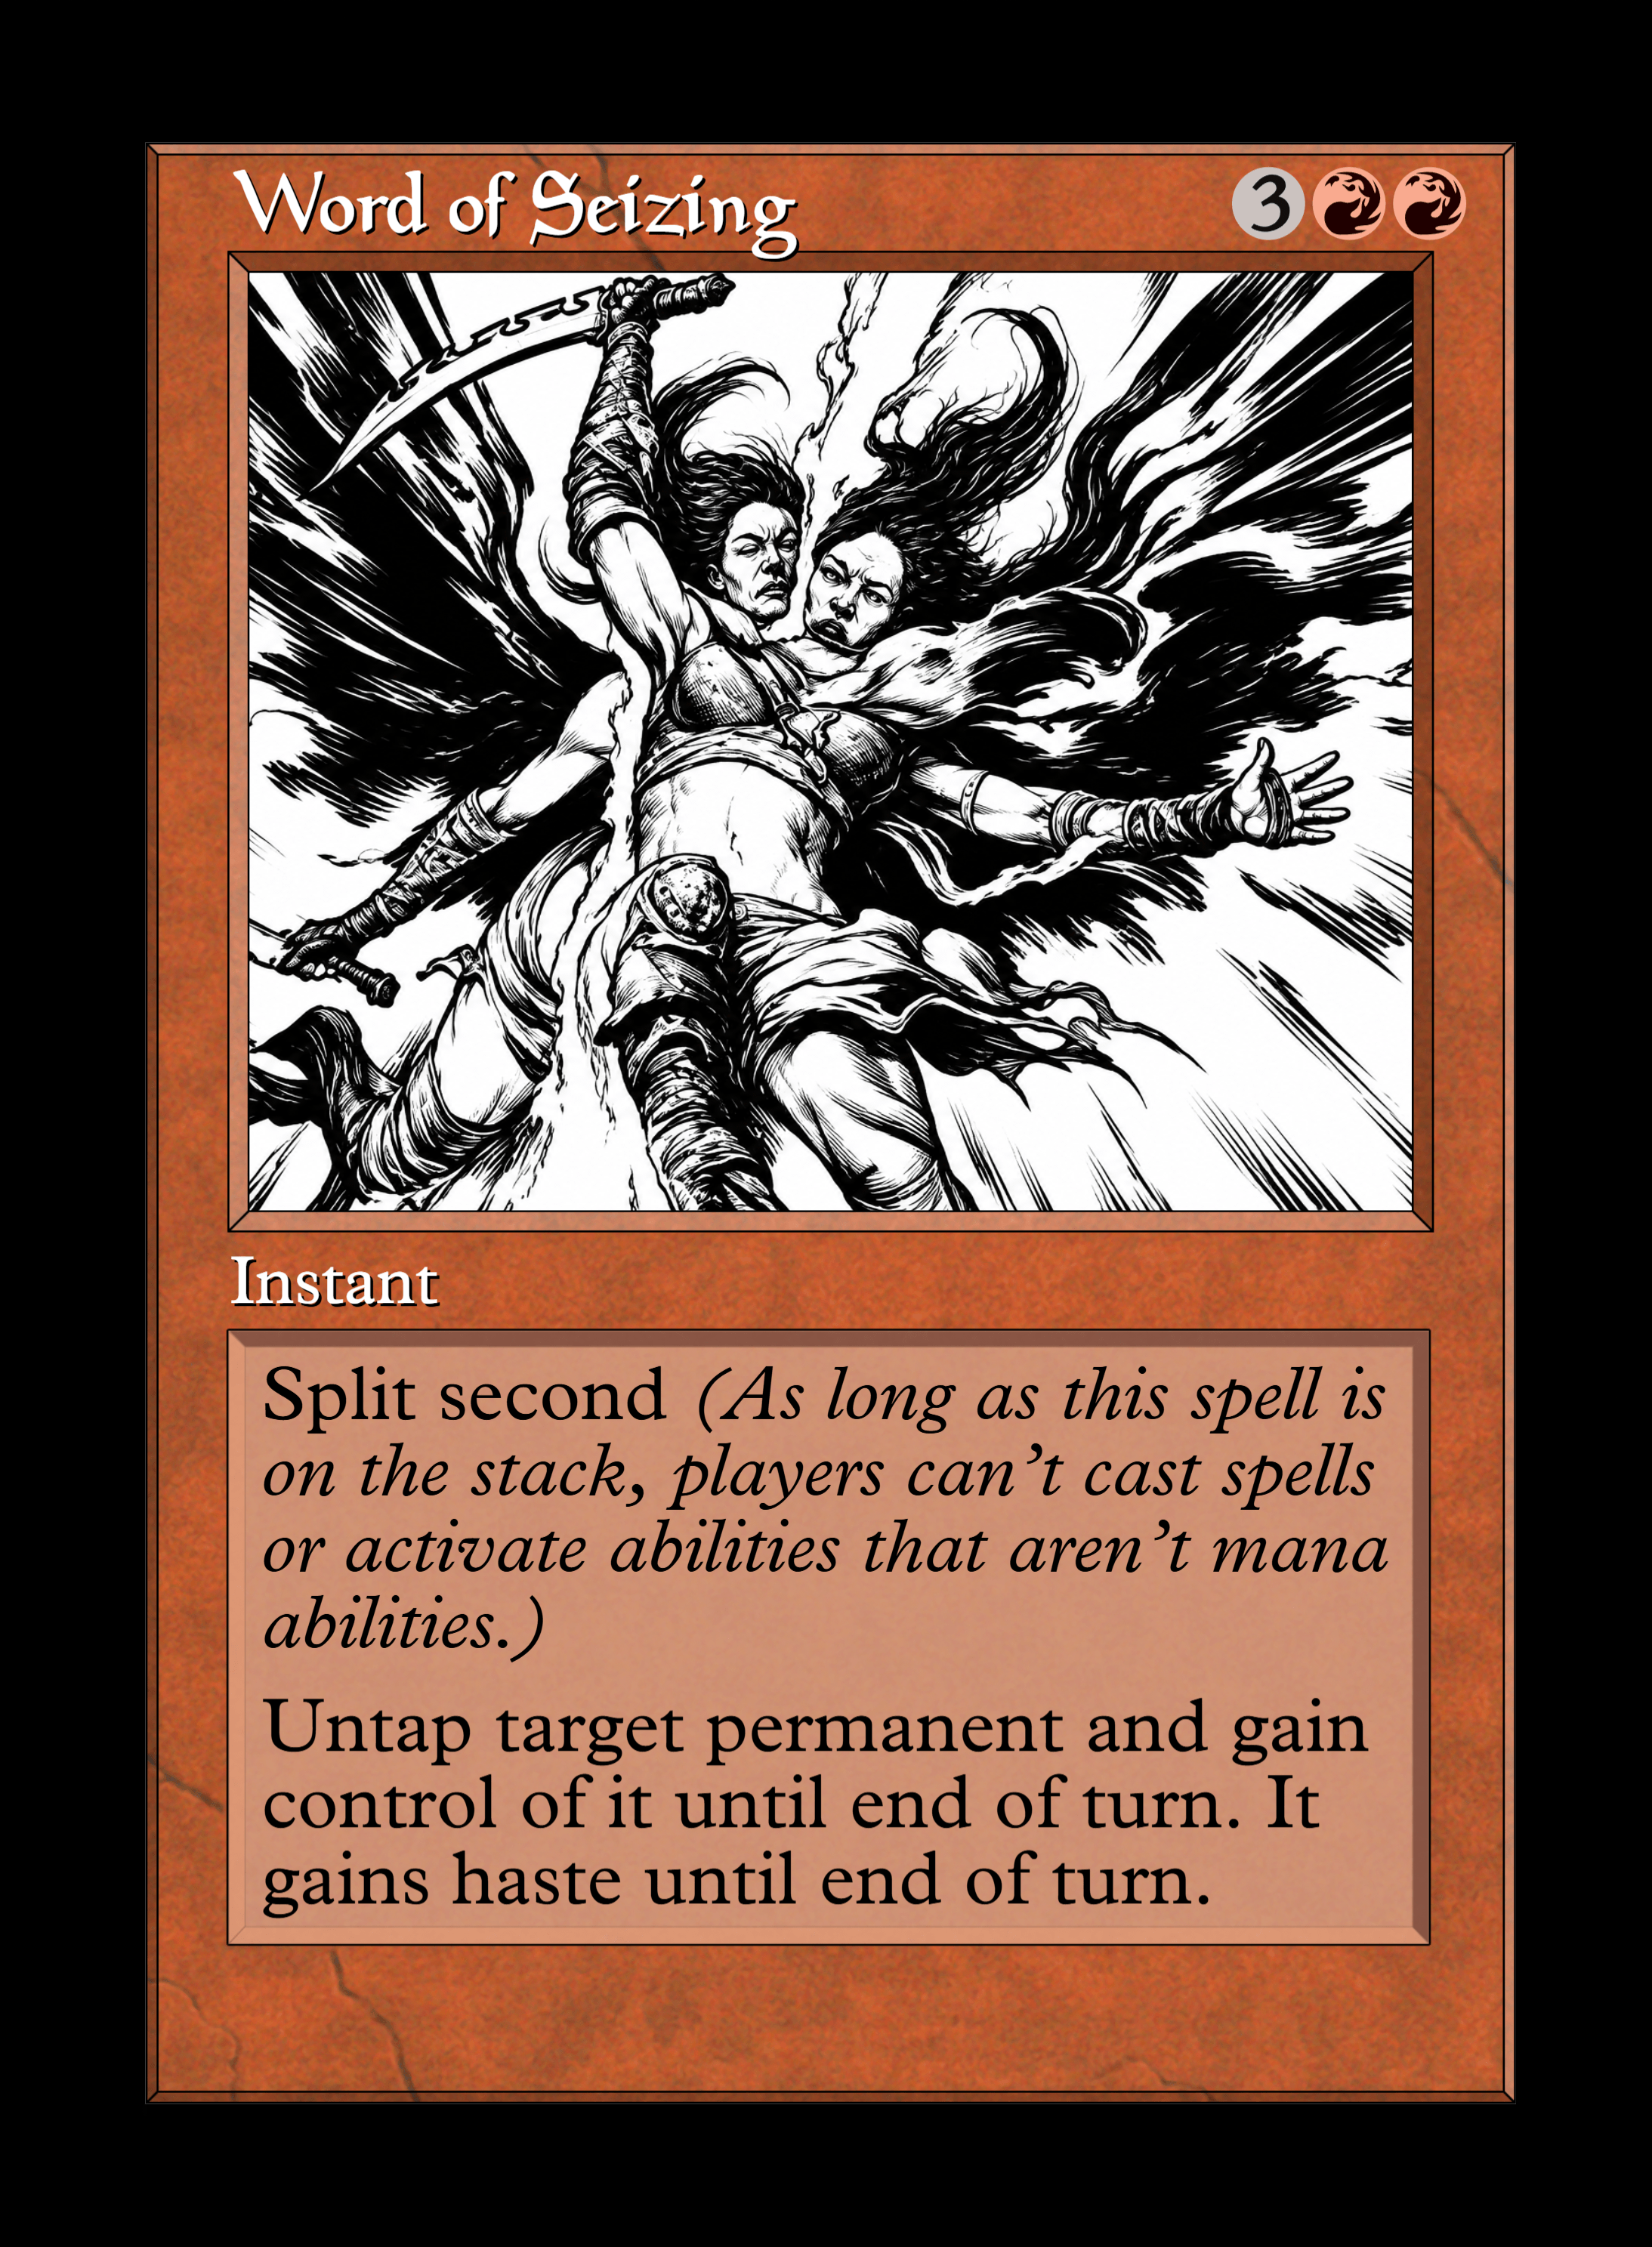 Word of Seizing
3
Instant
Split second (As long as this spell is
on the stack, players can’t cast spells
or activate abilities that aren’t mana
abilities.)
Untap target permanent and gain
control of it until end of turn. It
gains haste until end of turn.